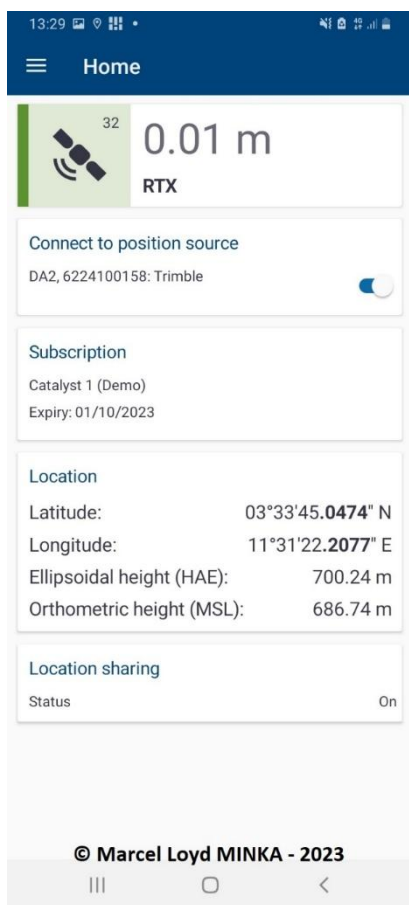 13:29
Home
32
0.01 m
RTX
Connect to position source
DA2, 6224100158: Trimble
Subscription
Catalyst 1 (Demo)
Expiry: 01/10/2023
Location
Latitude: 03°33'45.0474" N
Longitude: 11°31'22.2077" E
Ellipsoidal height (HAE): 700.24 m
Orthometric height (MSL): 686.74 m
Location sharing
Status On
© Marcel Loyd MINKA - 2023